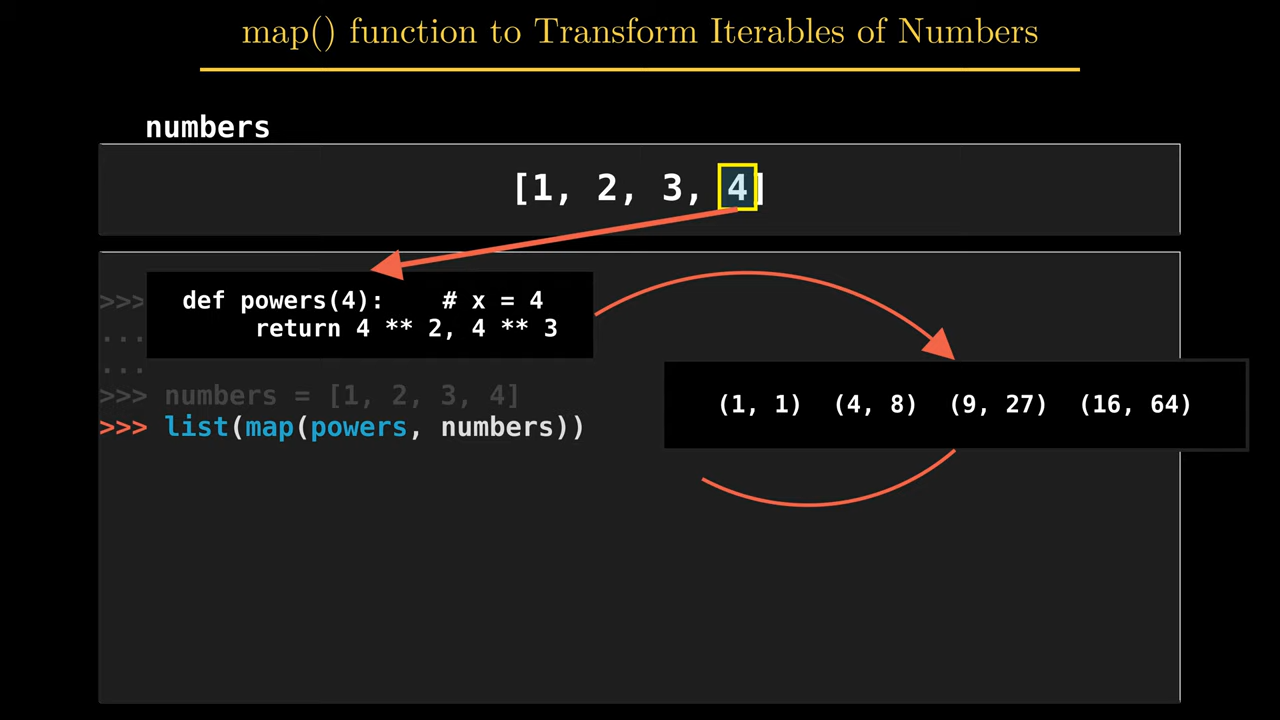 map() function to Transform Iterables of Numbers
numbers
[1, 2, 3, 4]
>>>
...
...
def powers(4):    # x = 4
return 4 ** 2, 4 ** 3
(1, 1)  (4, 8)  (9, 27)  (16, 64)
>>> numbers = [1, 2, 3, 4]
>>> list(map(powers, numbers))